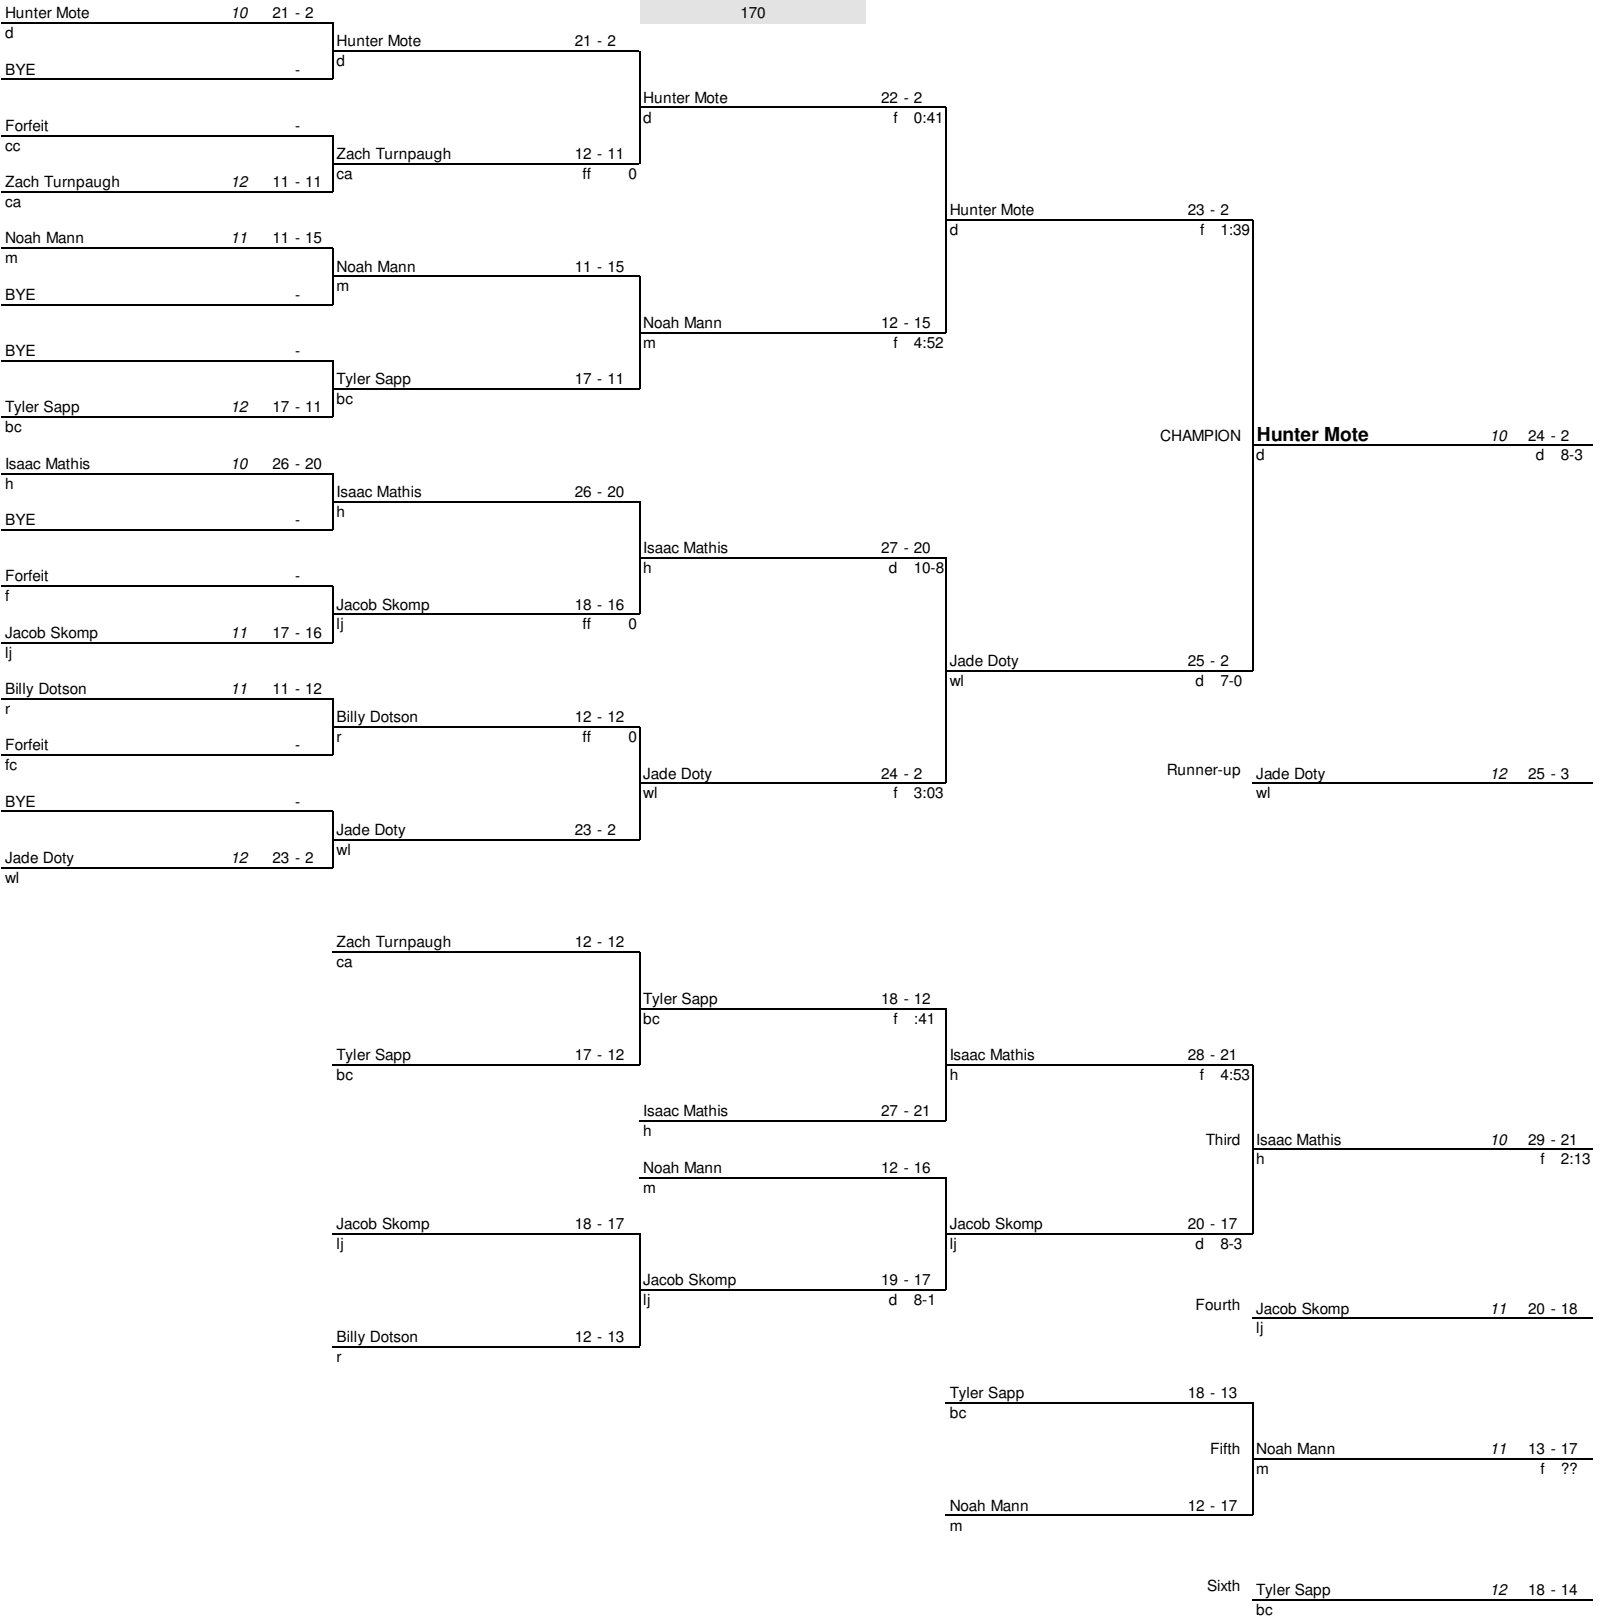 Hunter Mote 10 21 - 2 170
d Hunter Mote 21 - 2
BYE - d
Hunter Mote 22 - 2
Forfeit - d f 0:41
cc Zach Turnpaugh 12 - 11
Zach Turnpaugh 12 11 - 11 ca ff 0
ca Hunter Mote 23 - 2
Noah Mann 11 11 - 15 d f 1:39
m Noah Mann 11 - 15
BYE - m
Noah Mann 12 - 15
BYE - m f 4:52
Tyler Sapp 17 - 11
Tyler Sapp 12 17 - 11 bc
bc CHAMPION Hunter Mote 10 24 - 2
Isaac Mathis 10 26 - 20 d d 8-3
h Isaac Mathis 26 - 20
BYE - h
Isaac Mathis 27 - 20
Forfeit - h d 10-8
f Jacob Skomp 18 - 16
Jacob Skomp 11 17 - 16 lj ff 0
lj Jade Doty 25 - 2
Billy Dotson 11 11 - 12 wl d 7-0
r Billy Dotson 12 - 12
Forfeit - r ff 0
fc Jade Doty 24 - 2 Runner-up Jade Doty 12 25 - 3
BYE - wl f 3:03 wl
Jade Doty 23 - 2
Jade Doty 12 23 - 2 wl
wl
Zach Turnpaugh 12 - 12
ca
Tyler Sapp 18 - 12
bc f :41
Tyler Sapp 17 - 12 Isaac Mathis 28 - 21
bc h f 4:53
Isaac Mathis 27 - 21
h Third Isaac Mathis 10 29 - 21
Noah Mann 12 - 16 h f 2:13
m
Jacob Skomp 18 - 17 Jacob Skomp 20 - 17
lj lj d 8-3
Jacob Skomp 19 - 17
lj d 8-1 Fourth Jacob Skomp 11 20 - 18
Billy Dotson 12 - 13 lj
r
Tyler Sapp 18 - 13
bc
Fifth Noah Mann 11 13 - 17
m f ??
Noah Mann 12 - 17
m
Sixth Tyler Sapp 12 18 - 14
bc